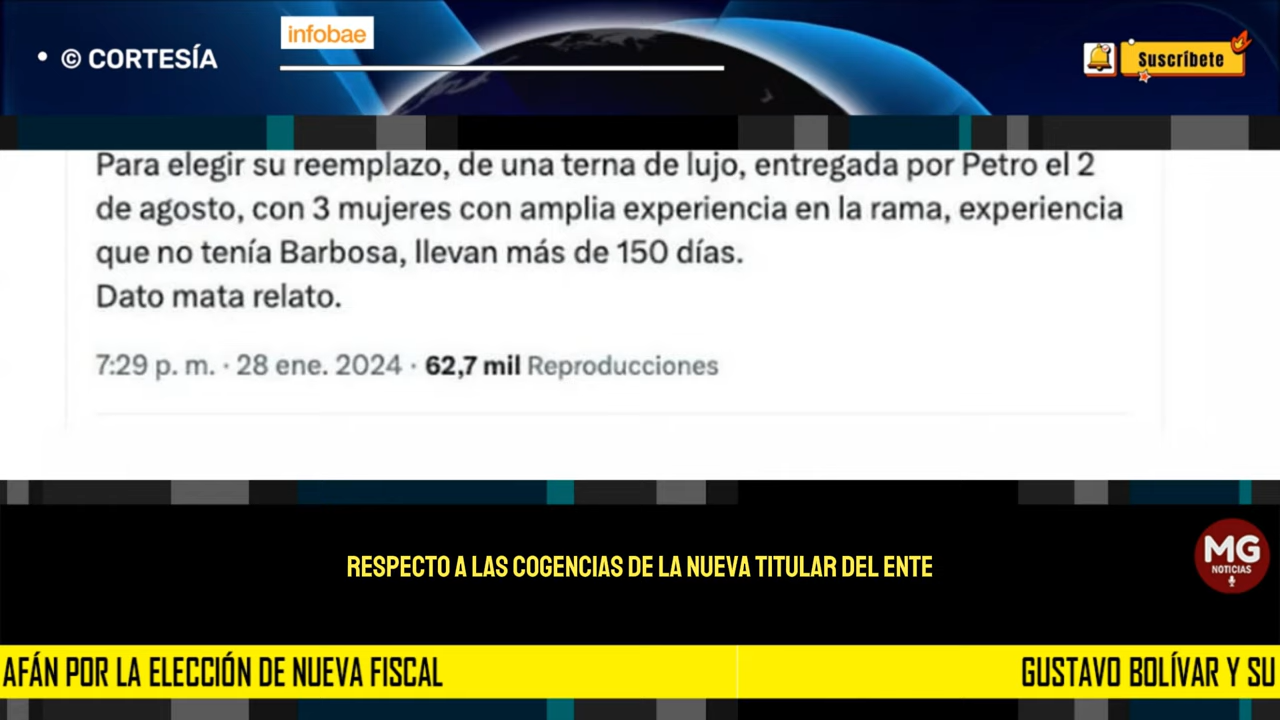 • © CORTESÍA
infobae
Suscríbete
Para elegir su reemplazo, de una terna de lujo, entregada por Petro el 2
de agosto, con 3 mujeres con amplia experiencia en la rama, experiencia
que no tenía Barbosa, llevan más de 150 días.
Dato mata relato.
7:29 p. m. · 28 ene. 2024 · 62,7 mil Reproducciones
RESPECTO A LAS COGENCIAS DE LA NUEVA TITULAR DEL ENTE
MG
NOTICIAS
AFÁN POR LA ELECCIÓN DE NUEVA FISCAL
GUSTAVO BOLÍVAR Y SU